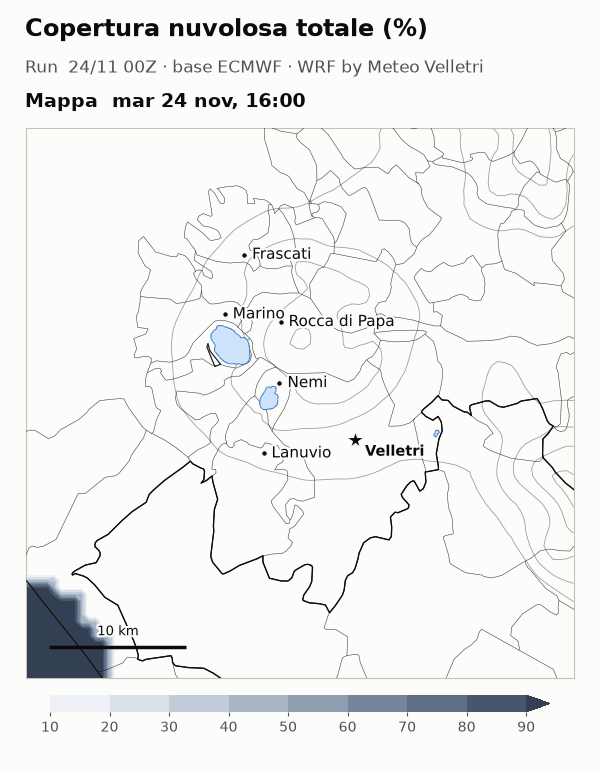 Copertura nuvolosa totale (%)
Run  24/11 00Z · base ECMWF · WRF by Meteo Velletri
Mappa  mar 24 nov, 16:00
Frascati
Marino
Rocca di Papa
Nemi
Velletri
Lanuvio
10 km
10 20 30 40 50 60 70 80 90